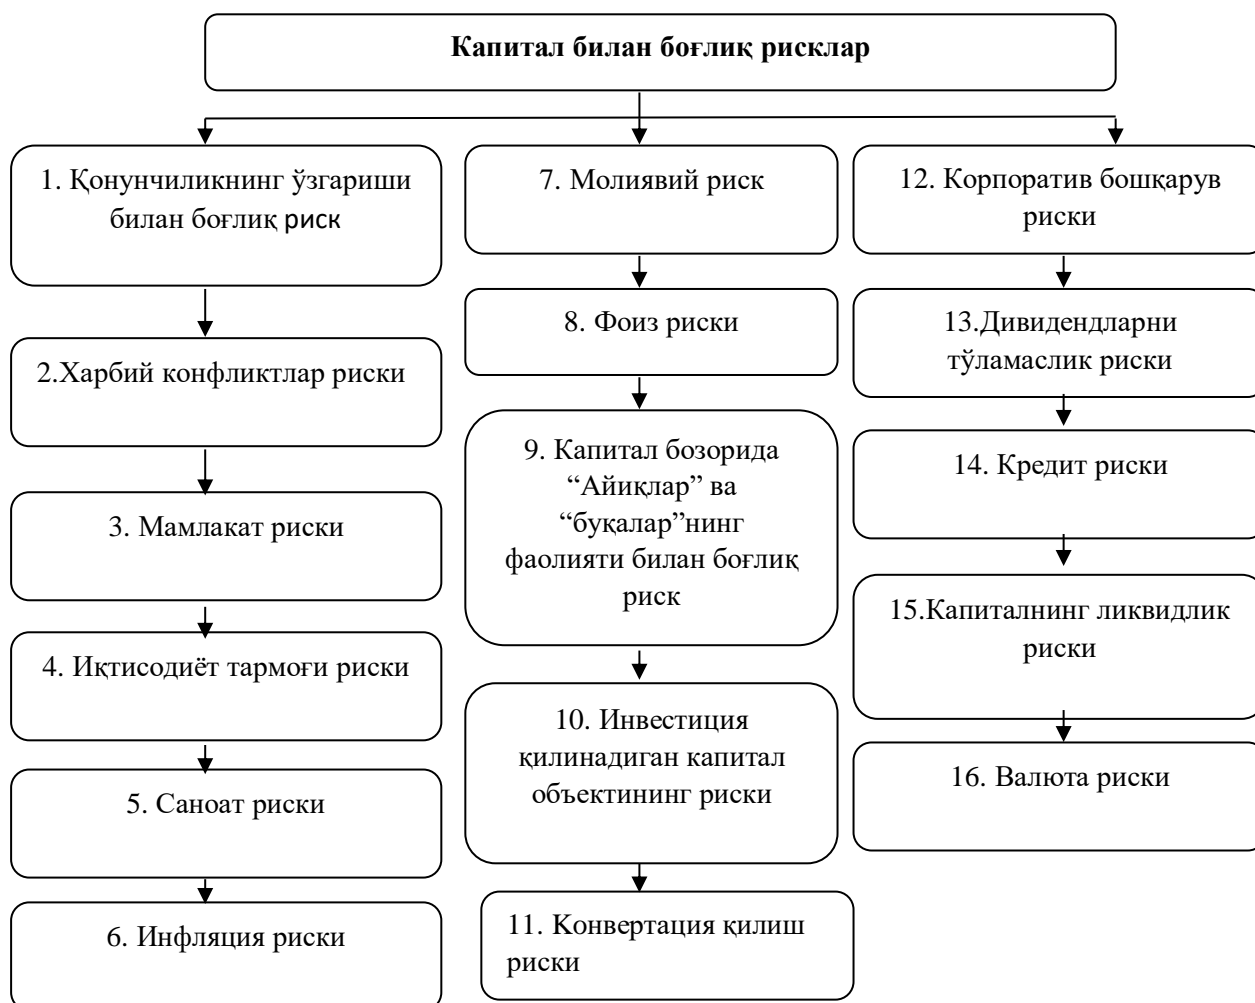 Капитал билан боғлиқ рисклар
1. Қонунчиликнинг ўзгариши
билан боғлиқ риск
2.Харбий конфликтлар риски
3. Мамлакат риски
4. Иқтисодиёт тармоғи риски
5. Саноат риски
6. Инфляция риски
7. Молиявий риск
8. Фоиз риски
9. Капитал бозорида
“Айиқлар” ва
“буқалар”нинг
фаолияти билан боғлиқ
риск
10. Инвестиция
қилинадиган капитал
объектининг риски
11. Конвертация қилиш
риски
12. Корпоратив бошқарув
риски
13.Дивидендларни
тўламаслик риски
14. Кредит риски
15.Капиталнинг ликвидлик
риски
16. Валюта риски